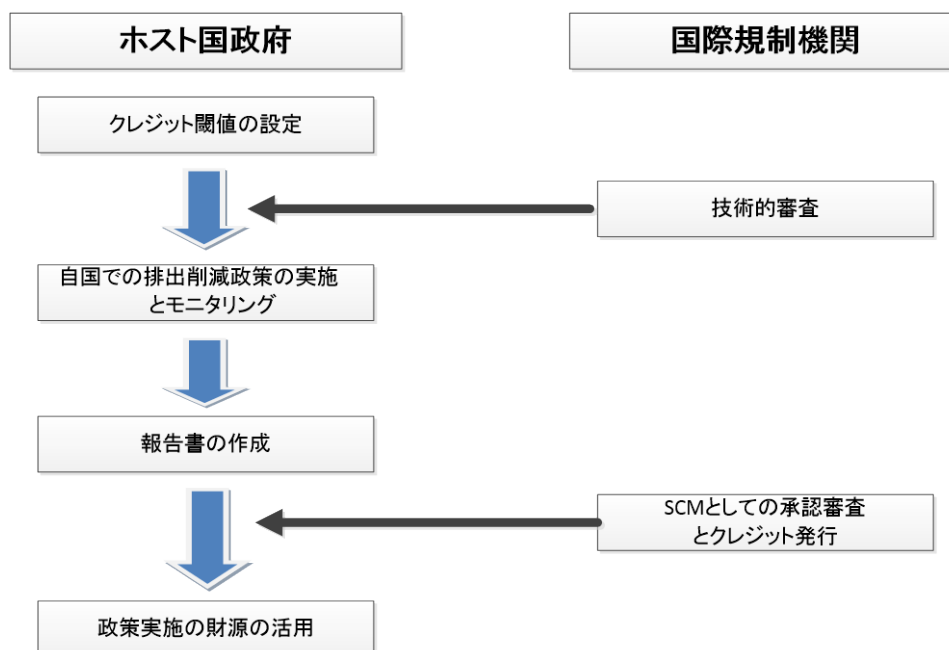 ホスト国政府
国際規制機関
クレジット閾値の設定
技術的審査
自国での排出削減政策の実施
とモニタリング
報告書の作成
SCMとしての承認審査
とクレジット発行
政策実施の財源の活用